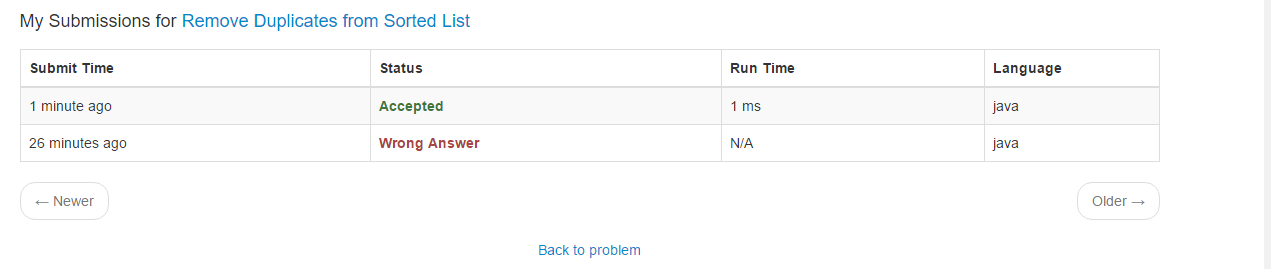 My Submissions for Remove Duplicates from Sorted List
Submit Time Status Run Time Language
1 minute ago Accepted 1 ms java
26 minutes ago Wrong Answer N/A java
← Newer Older →
Back to problem